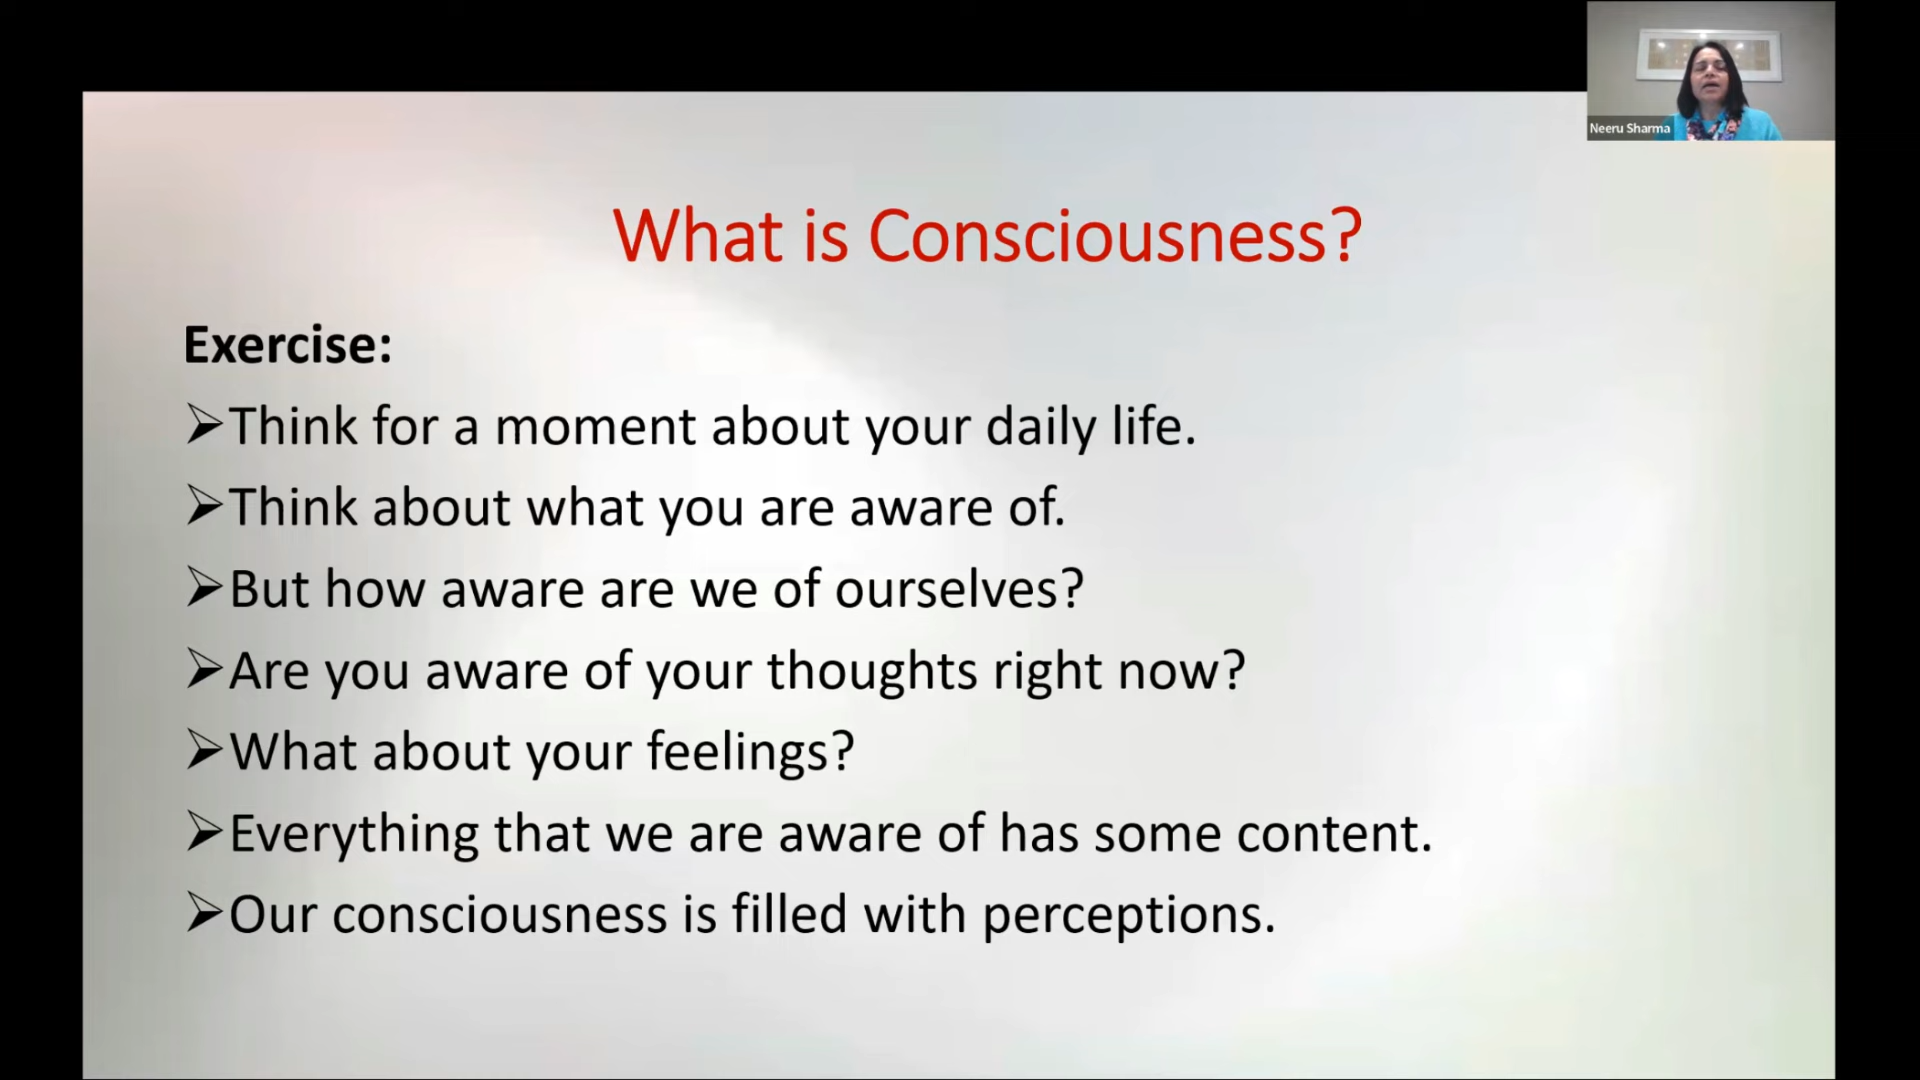 Neeru Sharma
What is Consciousness?
Exercise:
➢Think for a moment about your daily life.
➢Think about what you are aware of.
➢But how aware are we of ourselves?
➢Are you aware of your thoughts right now?
➢What about your feelings?
➢Everything that we are aware of has some content.
➢Our consciousness is filled with perceptions.